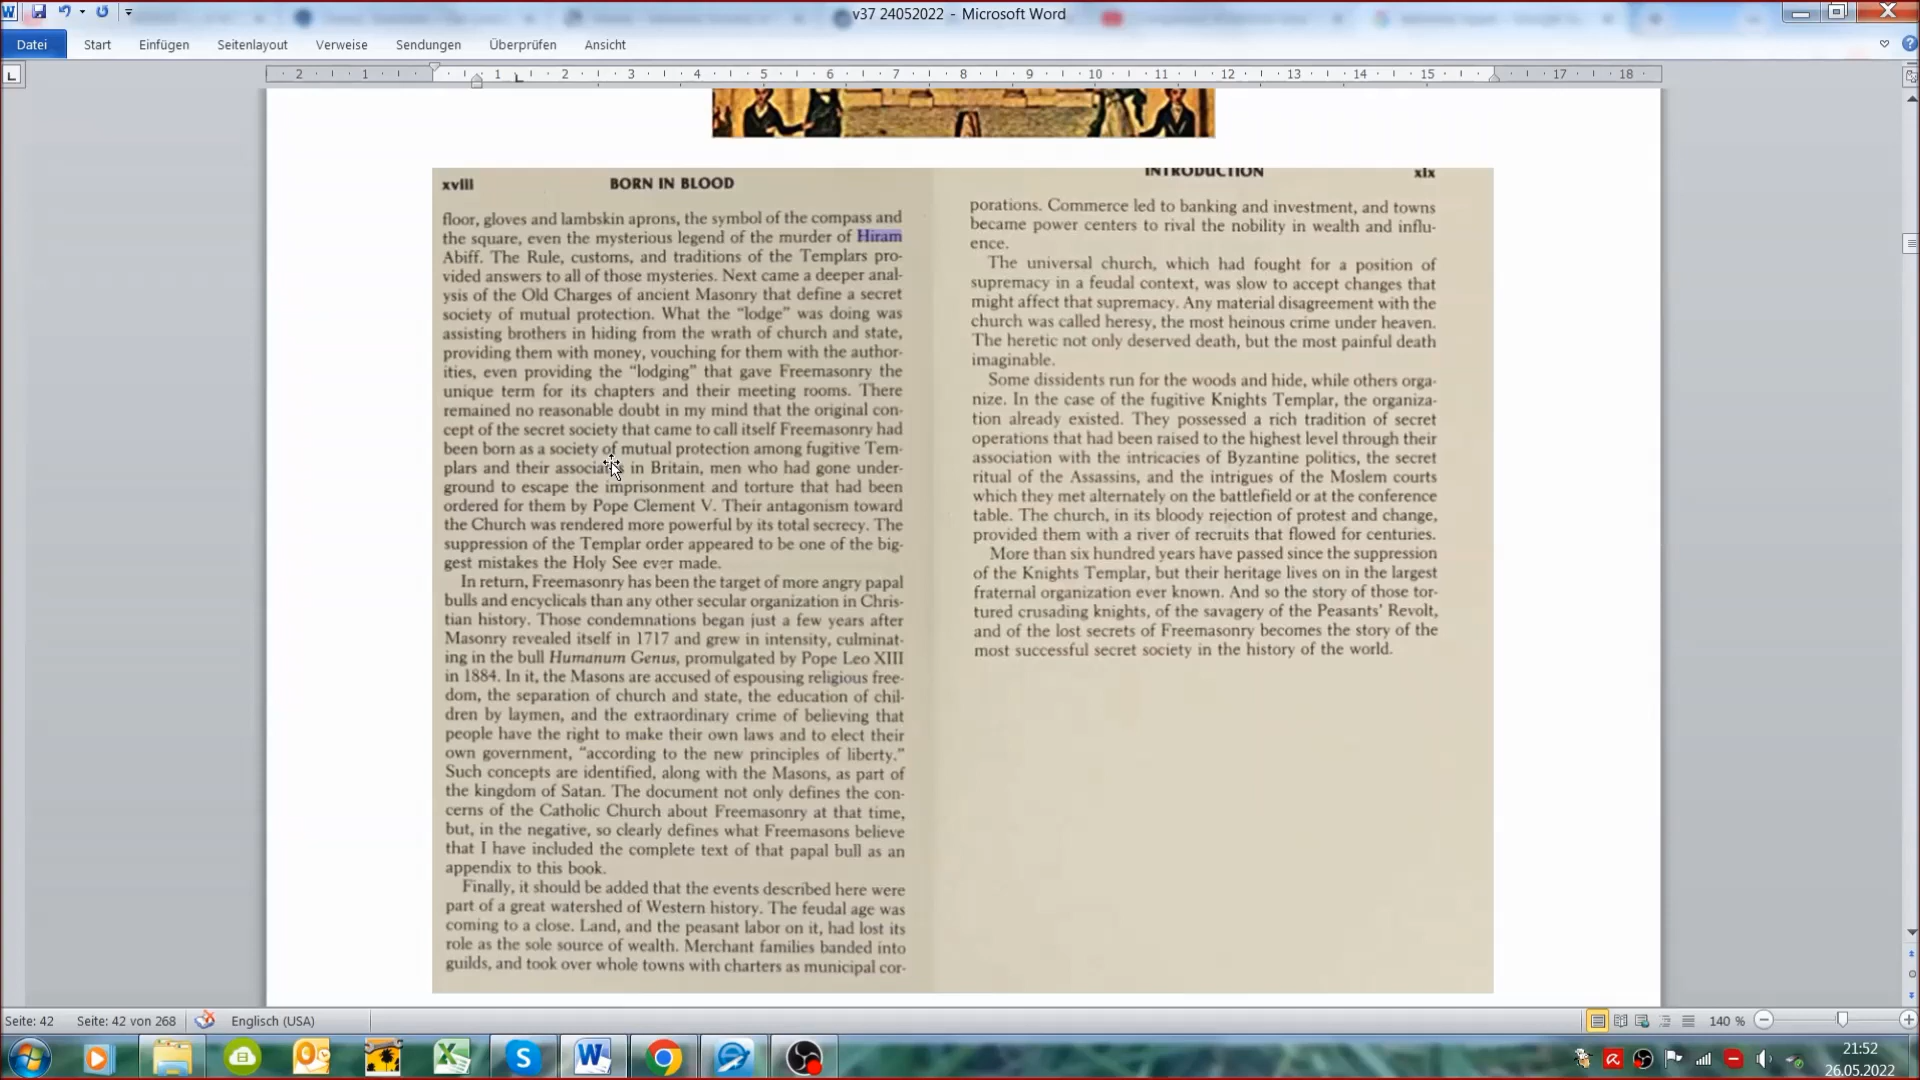 v37 24052022 - Microsoft Word
Datei Start Einfügen Seitenlayout Verweise Sendungen Überprüfen Ansicht
2 1 1 2 3 4 5 6 7 8 9 10 11 12 13 14 15 17 18
xviii BORN IN BLOOD
floor, gloves and lambskin aprons, the symbol of the compass and
the square, even the mysterious legend of the murder of Hiram
Abiff. The Rule, customs, and traditions of the Templars pro-
vided answers to all of those mysteries. Next came a deeper anal-
ysis of the Old Charges of ancient Masonry that define a secret
society of mutual protection. What the “lodge” was doing was
assisting brothers in hiding from the wrath of church and state,
providing them with money, vouching for them with the author-
ities, even providing the “lodging” that gave Freemasonry the
unique term for its chapters and their meeting rooms. There
remained no reasonable doubt in my mind that the original con-
cept of the secret society that came to call itself Freemasonry had
been born as a society of mutual protection among fugitive Tem-
plars and their associates in Britain, men who had gone under-
ground to escape the imprisonment and torture that had been
ordered for them by Pope Clement V. Their antagonism toward
the Church was rendered more powerful by its total secrecy. The
suppression of the Templar order appeared to be one of the big-
gest mistakes the Holy See ever made.
In return, Freemasonry has been the target of more angry papal
bulls and encyclicals than any other secular organization in Chris-
tian history. Those condemnations began just a few years after
Masonry revealed itself in 1717 and grew in intensity, culminat-
ing in the bull Humanum Genus, promulgated by Pope Leo XIII
in 1884. In it, the Masons are accused of espousing religious free-
dom, the separation of church and state, the education of chil-
dren by laymen, and the extraordinary crime of believing that
people have the right to make their own laws and to elect their
own government, “according to the new principles of liberty.”
Such concepts are identified, along with the Masons, as part of
the kingdom of Satan. The document not only defines the con-
cerns of the Catholic Church about Freemasonry at that time,
but, in the negative, so clearly defines what Freemasons believe
that I have included the complete text of that papal bull as an
appendix to this book.
Finally, it should be added that the events described here were
part of a great watershed of Western history. The feudal age was
coming to a close. Land, and the peasant labor on it, had lost its
role as the sole source of wealth. Merchant families banded into
guilds, and took over whole towns with charters as municipal cor-
INTRODUCTION xix
porations. Commerce led to banking and investment, and towns
became power centers to rival the nobility in wealth and influ-
ence.
The universal church, which had fought for a position of
supremacy in a feudal context, was slow to accept changes that
might affect that supremacy. Any material disagreement with the
church was called heresy, the most heinous crime under heaven.
The heretic not only deserved death, but the most painful death
imaginable.
Some dissidents run for the woods and hide, while others orga-
nize. In the case of the fugitive Knights Templar, the organiza-
tion already existed. They possessed a rich tradition of secret
operations that had been raised to the highest level through their
association with the intricacies of Byzantine politics, the secret
ritual of the Assassins, and the intrigues of the Moslem courts
which they met alternately on the battlefield or at the conference
table. The church, in its bloody rejection of protest and change,
provided them with a river of recruits that flowed for centuries.
More than six hundred years have passed since the suppression
of the Knights Templar, but their heritage lives on in the largest
fraternal organization ever known. And so the story of those tor-
tured crusading knights, of the savagery of the Peasants’ Revolt,
and of the lost secrets of Freemasonry becomes the story of the
most successful secret society in the history of the world.
Seite: 42 Seite: 42 von 268 Englisch (USA) 140 %
21:52
26.05.2022